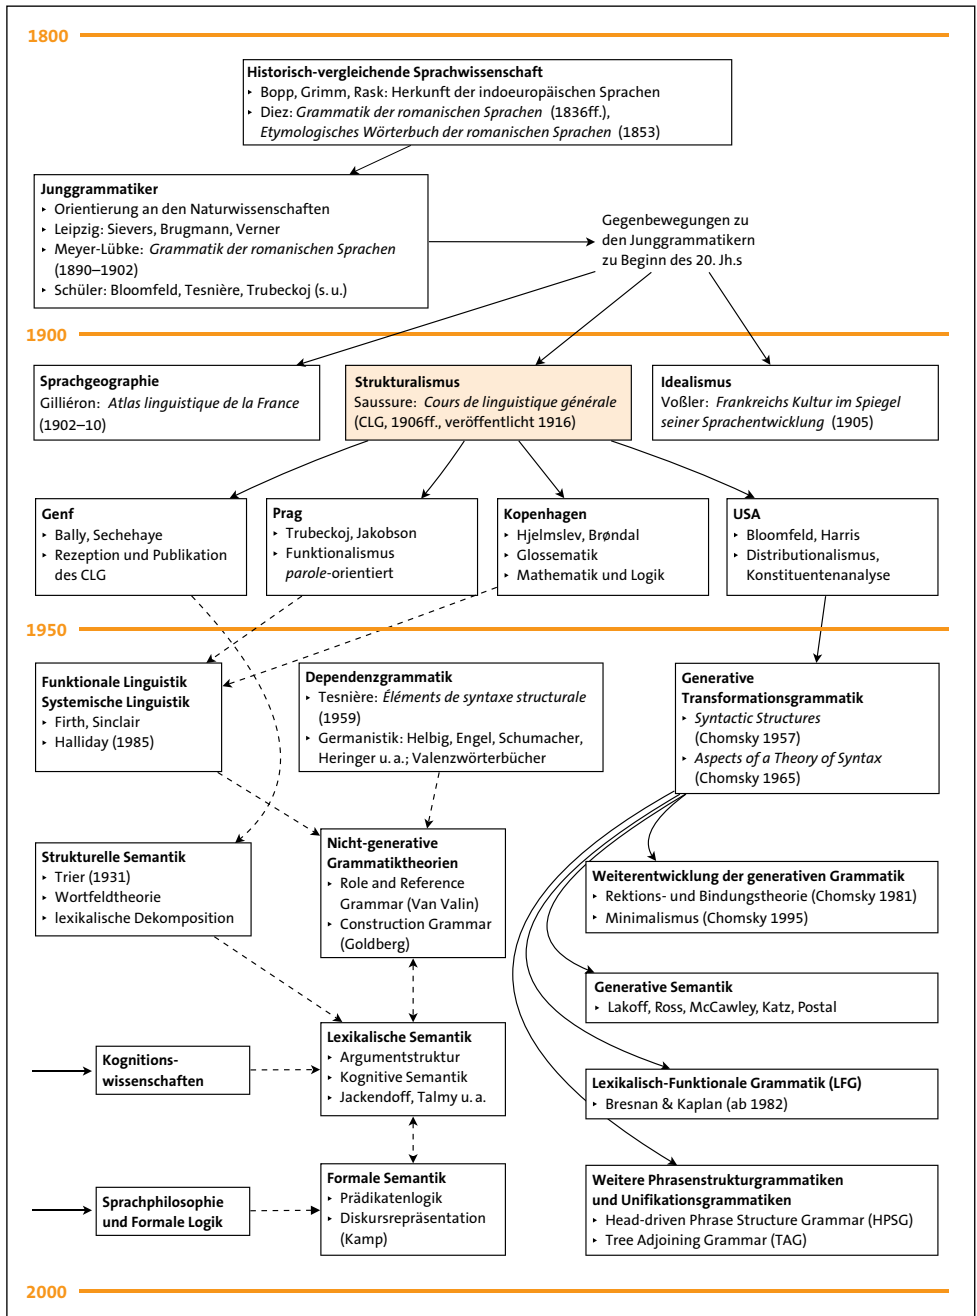 1800
Historisch-vergleichende Sprachwissenschaft
‣ Bopp, Grimm, Rask: Herkunft der indoeuropäischen Sprachen
‣ Diez: Grammatik der romanischen Sprachen (1836ff.),
Etymologisches Wörterbuch der romanischen Sprachen (1853)
Junggrammatiker
‣ Orientierung an den Naturwissenschaften
‣ Leipzig: Sievers, Brugmann, Verner
‣ Meyer-Lübke: Grammatik der romanischen Sprachen
(1890–1902)
‣ Schüler: Bloomfield, Tesnière, Trubeckoj (s. u.)
Gegenbewegungen zu
den Junggrammatikern
zu Beginn des 20. Jh.s
1900
Sprachgeographie
Gilliéron: Atlas linguistique de la France
(1902–10)
Strukturalismus
Saussure: Cours de linguistique générale
(CLG, 1906ff., veröffentlicht 1916)
Idealismus
Voßler: Frankreichs Kultur im Spiegel
seiner Sprachentwicklung (1905)
Genf
‣ Bally, Sechehaye
‣ Rezeption und Publikation
des CLG
Prag
‣ Trubeckoj, Jakobson
‣ Funktionalismus
parole-orientiert
Kopenhagen
‣ Hjelmslev, Brøndal
‣ Glossematik
‣ Mathematik und Logik
USA
‣ Bloomfield, Harris
‣ Distributionalismus,
Konstituentenanalyse
1950
Funktionale Linguistik
Systemische Linguistik
‣ Firth, Sinclair
‣ Halliday (1985)
Dependenzgrammatik
‣ Tesnière: Éléments de syntaxe structurale
(1959)
‣ Germanistik: Helbig, Engel, Schumacher,
Heringer u. a.; Valenzwörterbücher
Generative
Transformationsgrammatik
‣ Syntactic Structures
(Chomsky 1957)
‣ Aspects of a Theory of Syntax
(Chomsky 1965)
Strukturelle Semantik
‣ Trier (1931)
‣ Wortfeldtheorie
‣ lexikalische Dekomposition
Nicht-generative
Grammatiktheorien
‣ Role and Reference
Grammar (Van Valin)
‣ Construction Grammar
(Goldberg)
Weiterentwicklung der generativen Grammatik
‣ Rektions- und Bindungstheorie (Chomsky 1981)
‣ Minimalismus (Chomsky 1995)
Generative Semantik
‣ Lakoff, Ross, McCawley, Katz, Postal
Kognitions-
wissenschaften
Lexikalische Semantik
‣ Argumentstruktur
‣ Kognitive Semantik
‣ Jackendoff, Talmy u. a.
Lexikalisch-Funktionale Grammatik (LFG)
‣ Bresnan & Kaplan (ab 1982)
Sprachphilosophie
und Formale Logik
Formale Semantik
‣ Prädikatenlogik
‣ Diskursrepräsentation
(Kamp)
Weitere Phrasenstrukturgrammatiken
und Unifikationsgrammatiken
‣ Head-driven Phrase Structure Grammar (HPSG)
‣ Tree Adjoining Grammar (TAG)
2000